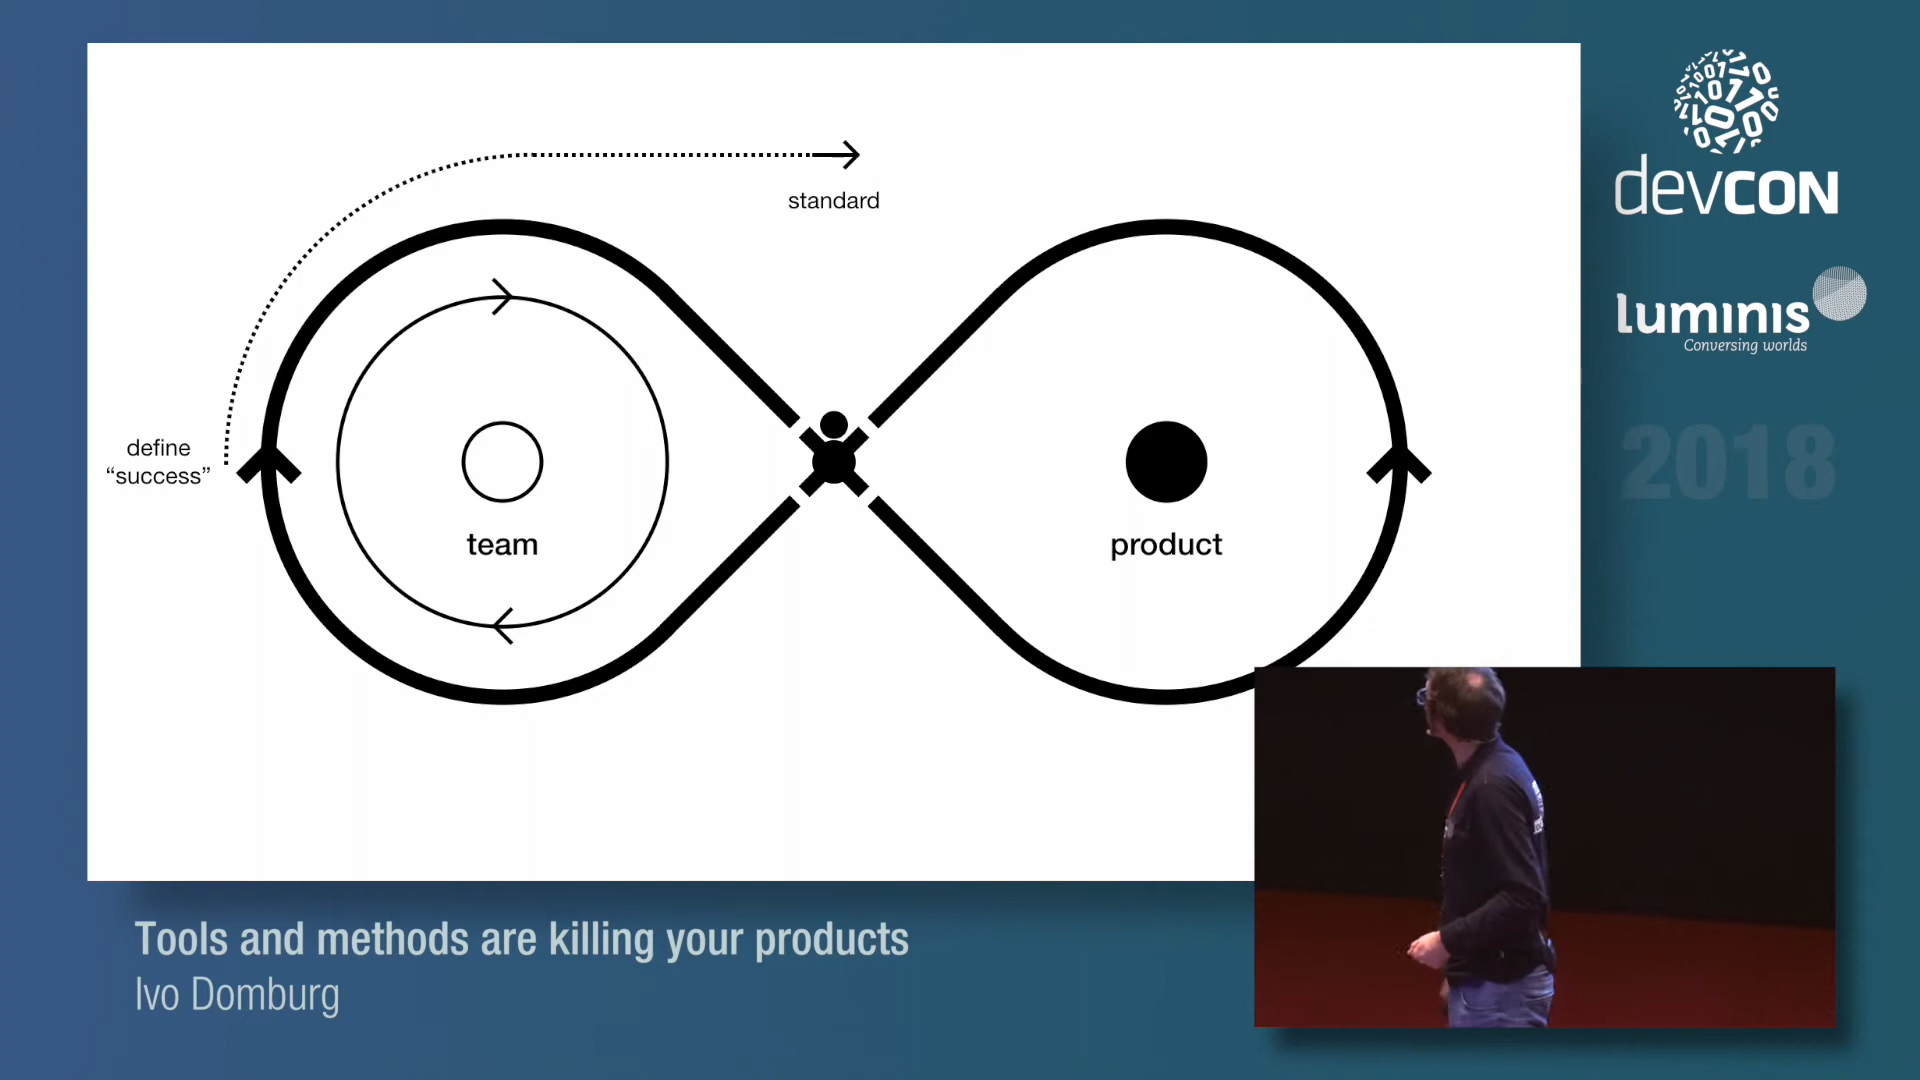 standard
define
“success”
team
product
devCON
luminis
Conversing worlds
2018
Tools and methods are killing your products
Ivo Domburg